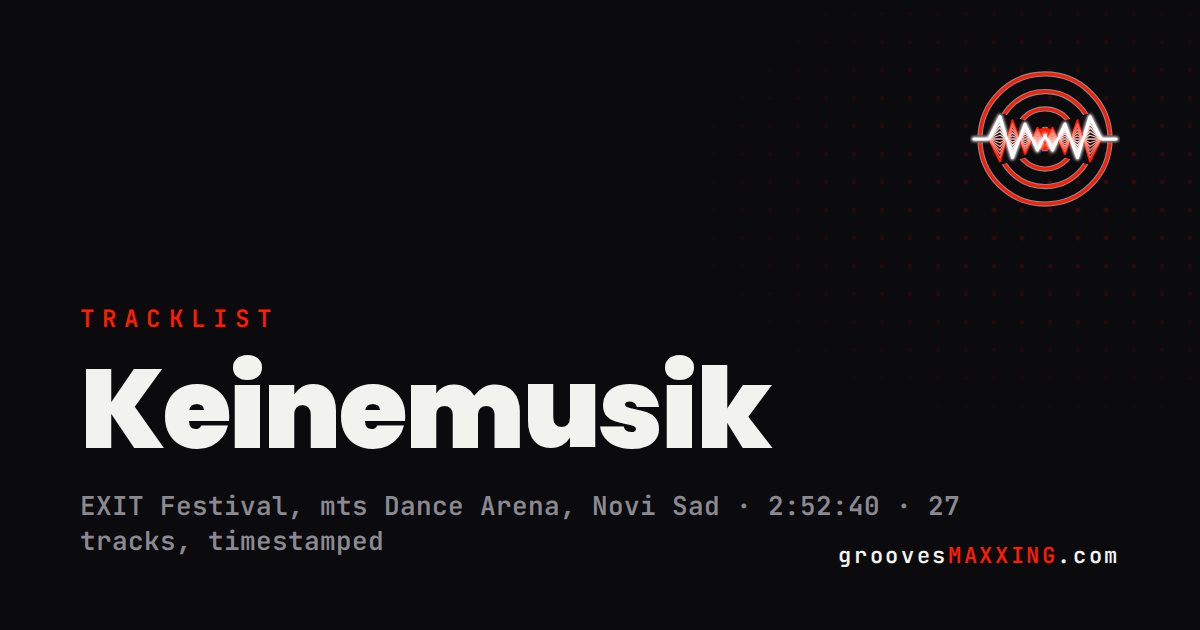 TRACKLIST
Keinemusik
EXIT Festival, mts Dance Arena, Novi Sad · 2:52:40 · 27
tracks, timestamped
groovesMAXXING.com